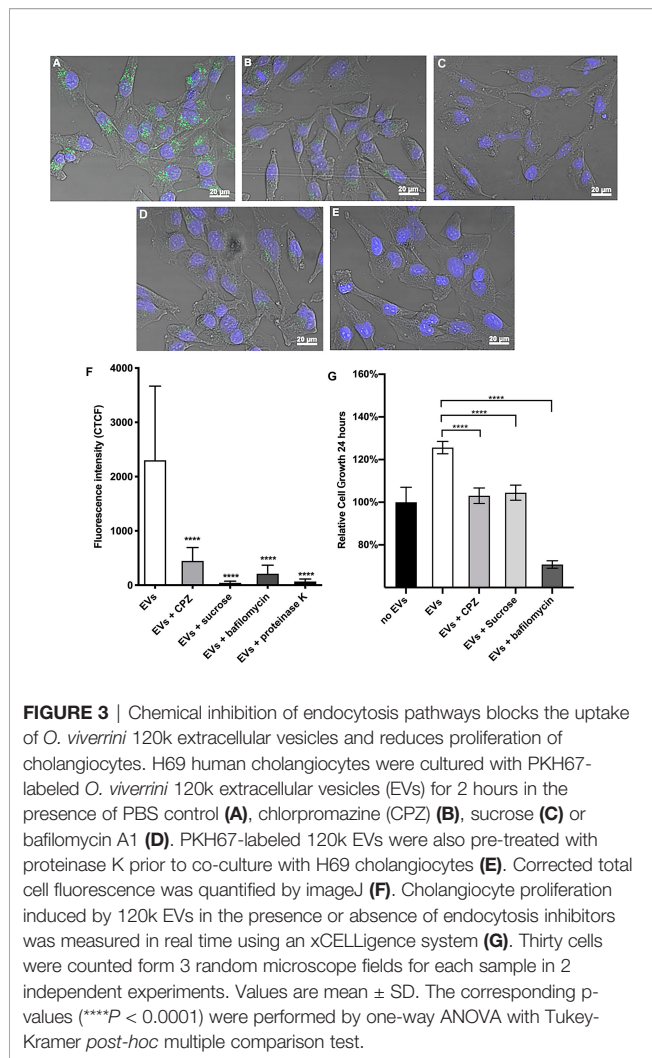 A
B
C
20 µm
20 µm
20 µm
D
E
20 µm
20 µm
F
4000
3000
2000
1000
0
Fluorescence intensity (CTCF)
****
****
****
****
EVs
EVs + CPZ
EVs + sucrose
EVs + bafilomycin
EVs + proteinase K
G
160%
140%
120%
100%
80%
Relative Cell Growth 24 hours
****
****
****
no EVs
EVs
EVs + CPZ
EVs + Sucrose
EVs + bafilomycin
FIGURE 3 | Chemical inhibition of endocytosis pathways blocks the uptake
of O. viverrini 120k extracellular vesicles and reduces proliferation of
cholangiocytes. H69 human cholangiocytes were cultured with PKH67-
labeled O. viverrini 120k extracellular vesicles (EVs) for 2 hours in the
presence of PBS control (A), chlorpromazine (CPZ) (B), sucrose (C) or
bafilomycin A1 (D). PKH67-labeled 120k EVs were also pre-treated with
proteinase K prior to co-culture with H69 cholangiocytes (E). Corrected total
cell fluorescence was quantified by imageJ (F). Cholangiocyte proliferation
induced by 120k EVs in the presence or absence of endocytosis inhibitors
was measured in real time using an xCELLigence system (G). Thirty cells
were counted form 3 random microscope fields for each sample in 2
independent experiments. Values are mean ± SD. The corresponding p-
values (****P < 0.0001) were performed by one-way ANOVA with Tukey-
Kramer post-hoc multiple comparison test.